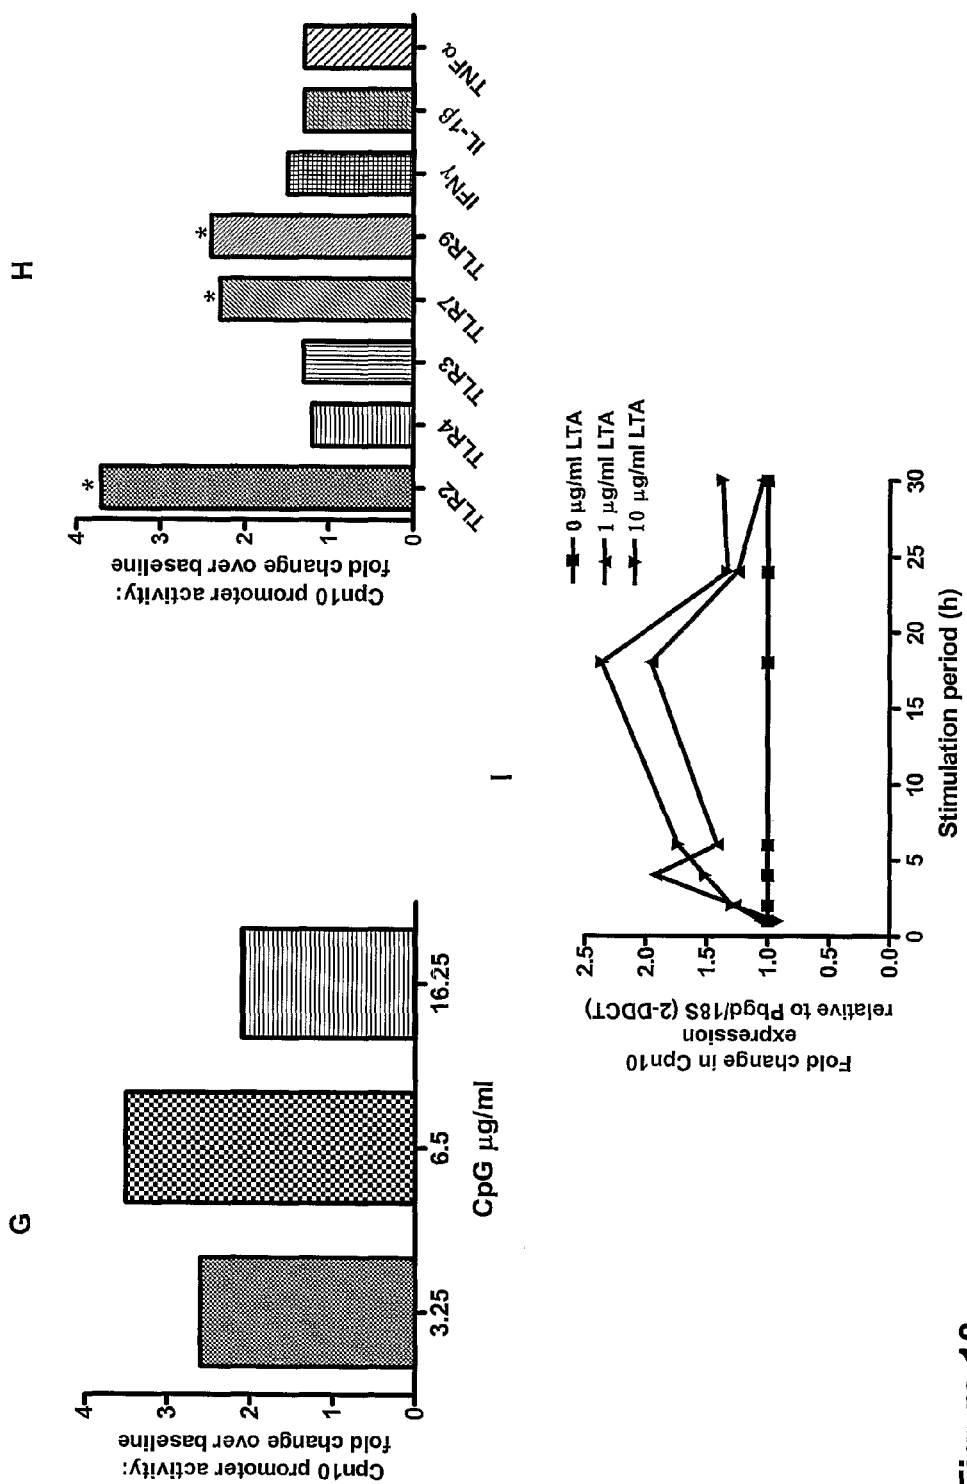 G
Cpn10 promoter activity:
fold change over baseline
4
3
2
1
0
3.25
6.5
16.25
CpG µg/ml
H
Cpn10 promoter activity:
fold change over baseline
4
3
2
1
0
*
*
*
TLR2
TLR4
TLR3
TLR7
TLR9
IFNγ
IL-1β
TNFα
I
Fold change in Cpn10
expression
relative to Pbgd/18S (2-DDCT)
2.5
2.0
1.5
1.0
0.5
0.0
0
5
10
15
20
25
30
Stimulation period (h)
0 µg/ml LTA
1 µg/ml LTA
10 µg/ml LTA